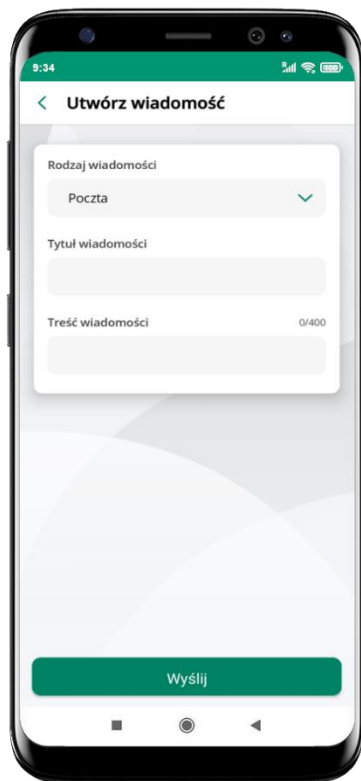 9:34
R
Utwórz wiadomość
Rodzaj wiadomości
Poczta
Tytuł wiadomości
Treść wiadomości 0/400
Wyślij